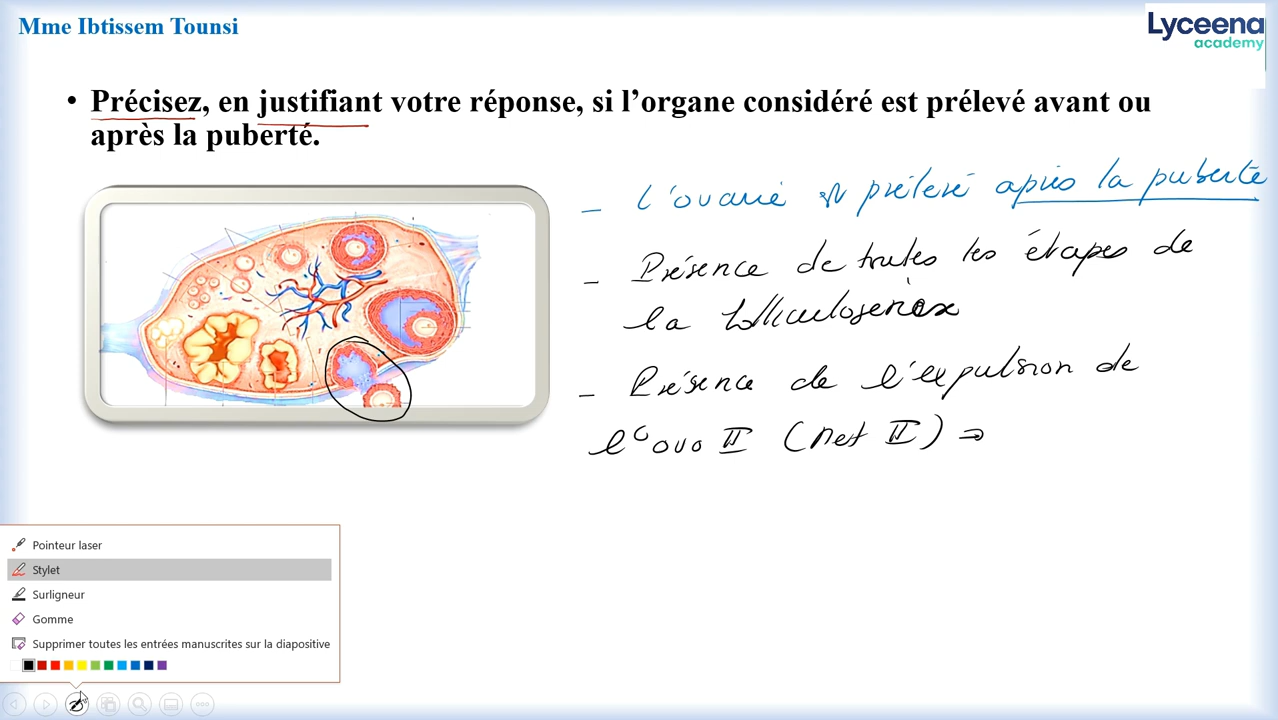 Mme Ibtissem Tounsi
Lyceena
academy
• Précisez, en justifiant votre réponse, si l'organe considéré est prélevé avant ou
après la puberté.
- L'ovaire est prélevé après la puberté
- Présence de toutes les étapes de
la
- Présence de l'expulsion de
l'ovo II (Met II) ⇒
Pointeur laser
Stylet
Surligneur
Gomme
Supprimer toutes les entrées manuscrites sur la diapositive